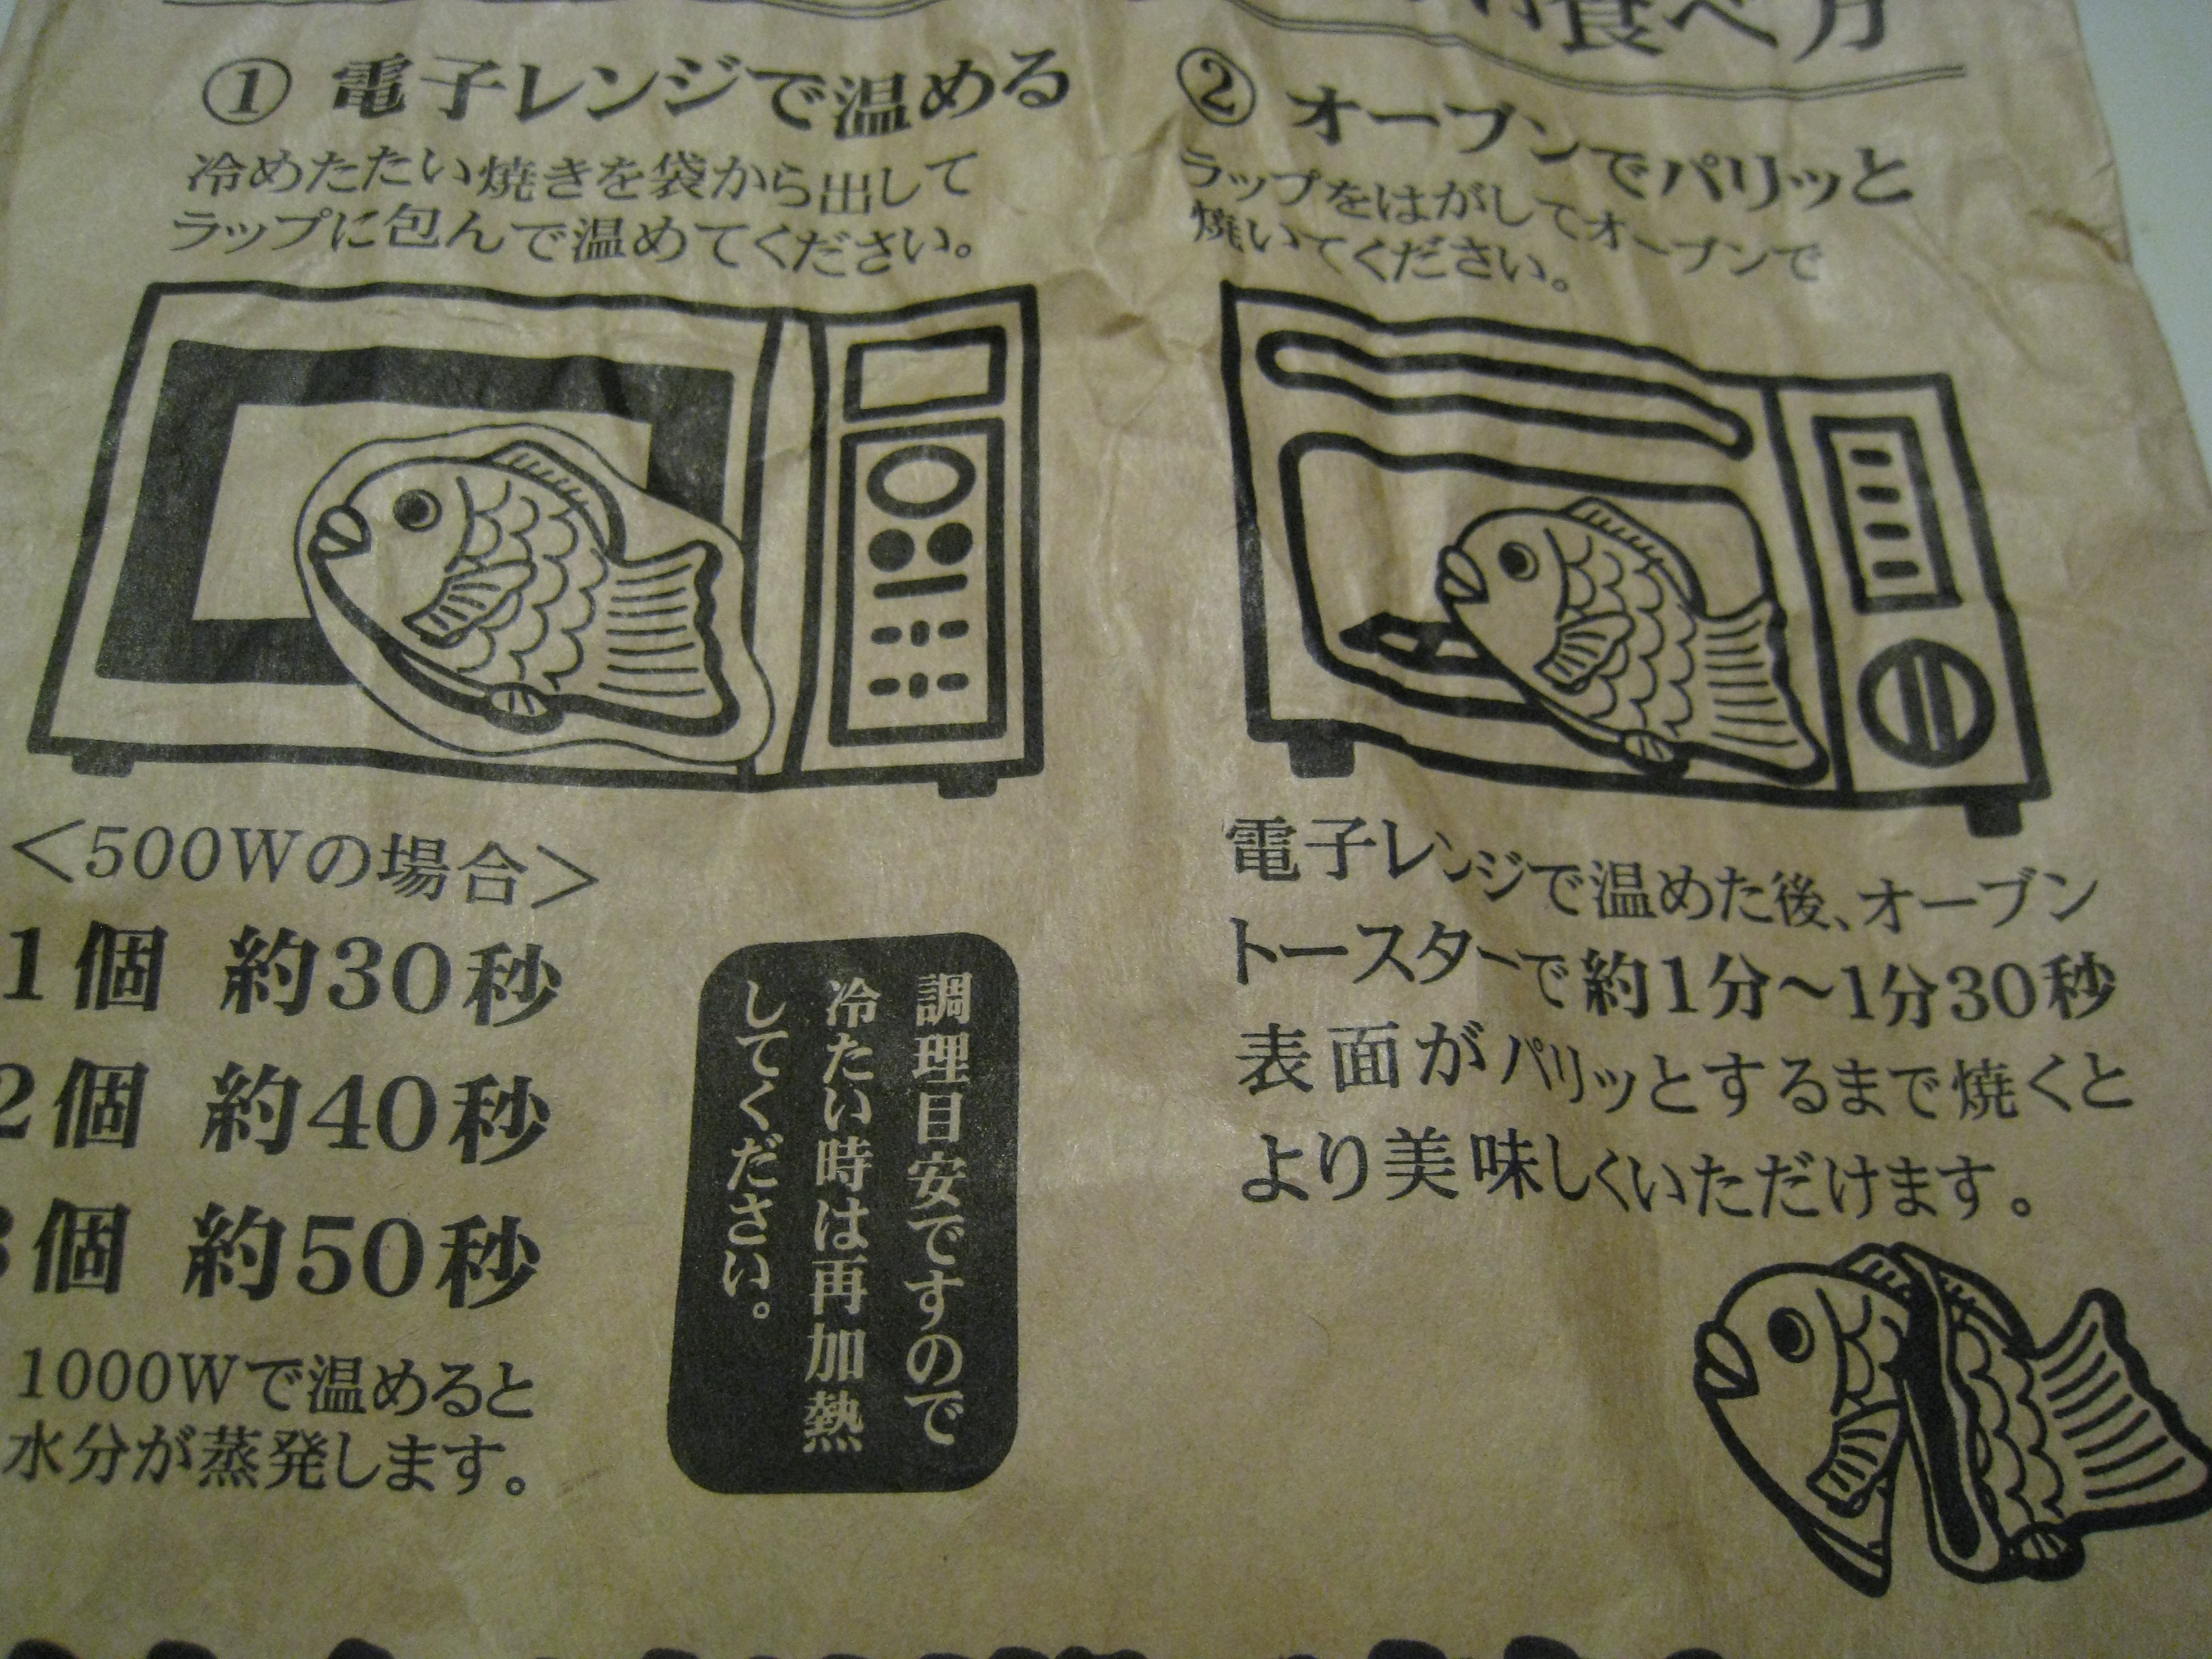 食べ方
① 電子レンジで温める
冷めたたい焼きを袋から出して
ラップに包んで温めてください。
＜500Wの場合＞
1個 約30秒
2個 約40秒
3個 約50秒
1000Wで温めると
水分が蒸発します。
調理目安ですので
冷たい時は再加熱
してください。
② オーブンでパリッと
ラップをはがしてオーブンで
焼いてください。
電子レンジで温めた後、オーブン
トースターで約1分〜1分30秒
表面がパリッとするまで焼くと
より美味しくいただけます。